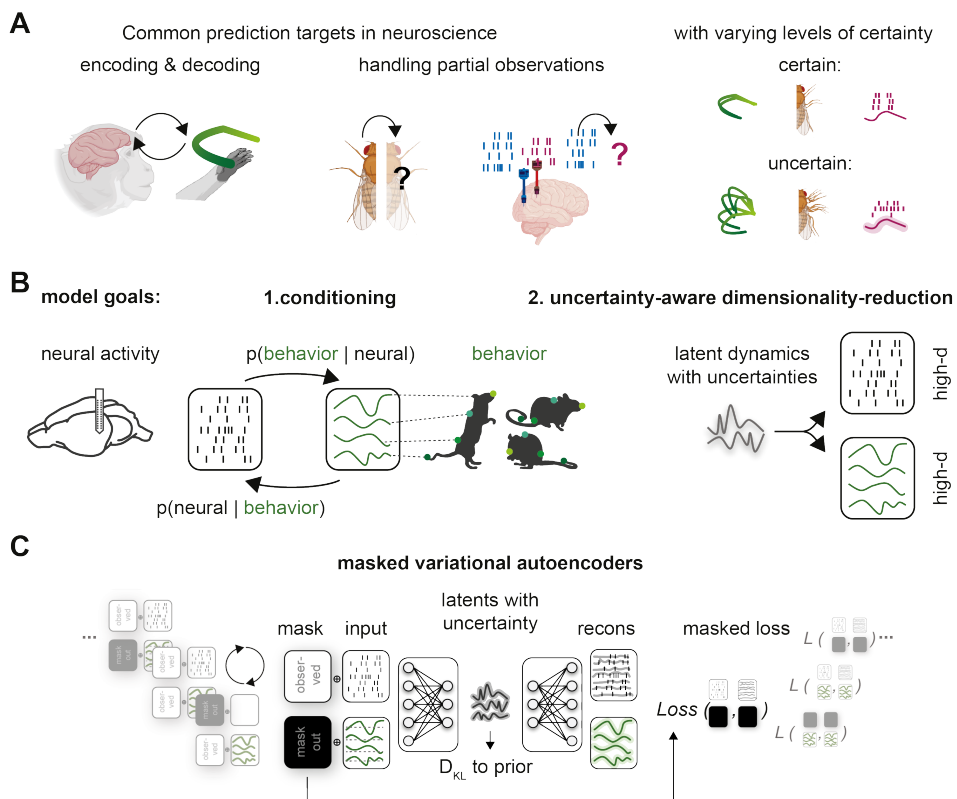 A
Common prediction targets in neuroscience
with varying levels of certainty
encoding & decoding
handling partial observations
certain:
?
?
uncertain:
B
model goals:
1.conditioning
2. uncertainty-aware dimensionality-reduction
neural activity
p(behavior | neural)
behavior
latent dynamics
with uncertainties
high-d
high-d
p(neural | behavior)
C
masked variational autoencoders
latents with
uncertainty
mask
input
recons
masked loss
...
obser-
ved
mask
out
obser-
ved
obser-
ved
mask
out
obser-
ved
obser-
ved
mask
out
DKL to prior
Loss ( , )
L ( , ) ...
L ( , )
L ( , )